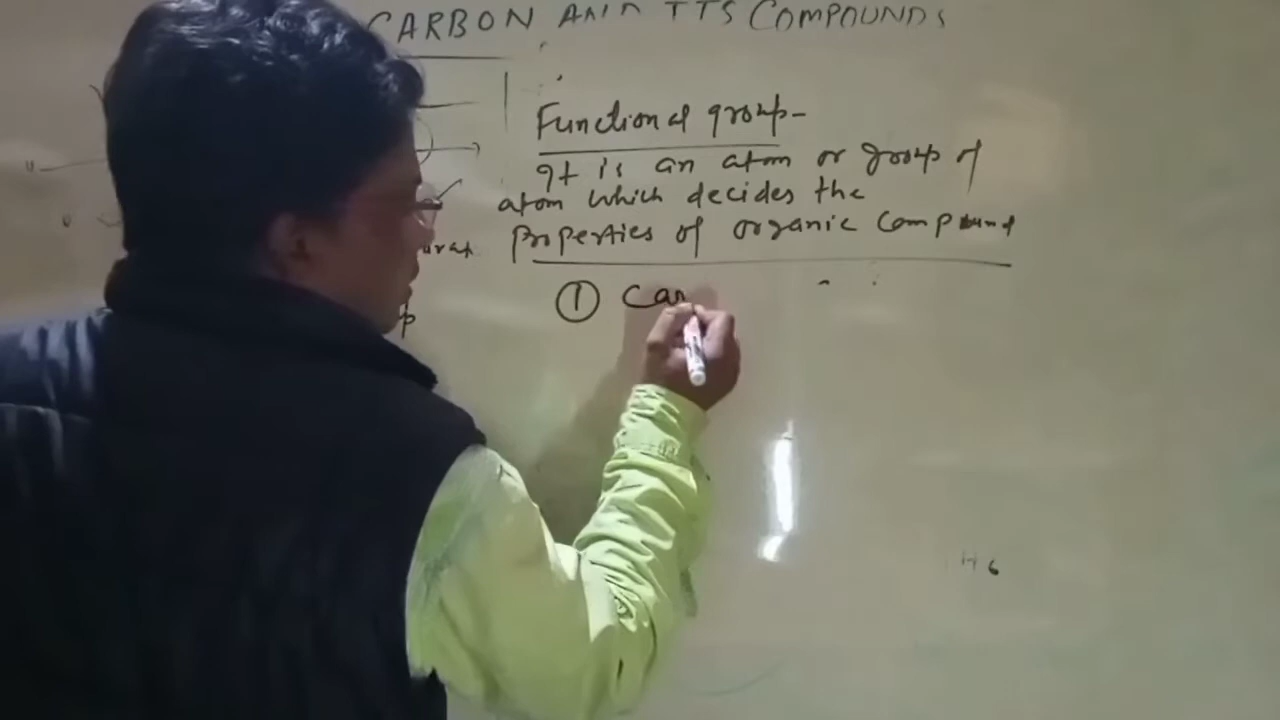 CARBON AND ITS COMPOUNDS
Functional group-
It is an atom or group of
atom which decides the
properties of organic compound
① Car
H6